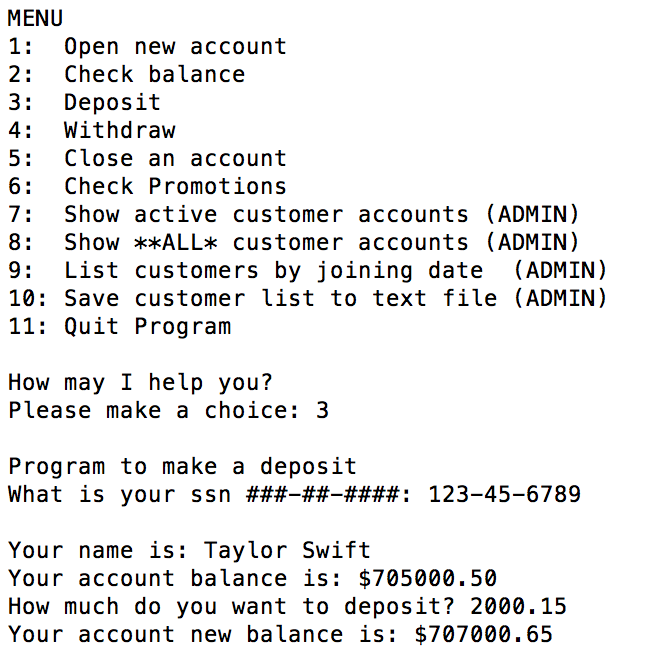 MENU
1:  Open new account
2:  Check balance
3:  Deposit
4:  Withdraw
5:  Close an account
6:  Check Promotions
7:  Show active customer accounts (ADMIN)
8:  Show **ALL* customer accounts (ADMIN)
9:  List customers by joining date  (ADMIN)
10: Save customer list to text file (ADMIN)
11: Quit Program
How may I help you?
Please make a choice: 3
Program to make a deposit
What is your ssn ###-##-####: 123-45-6789
Your name is: Taylor Swift
Your account balance is: $705000.50
How much do you want to deposit? 2000.15
Your account new balance is: $707000.65